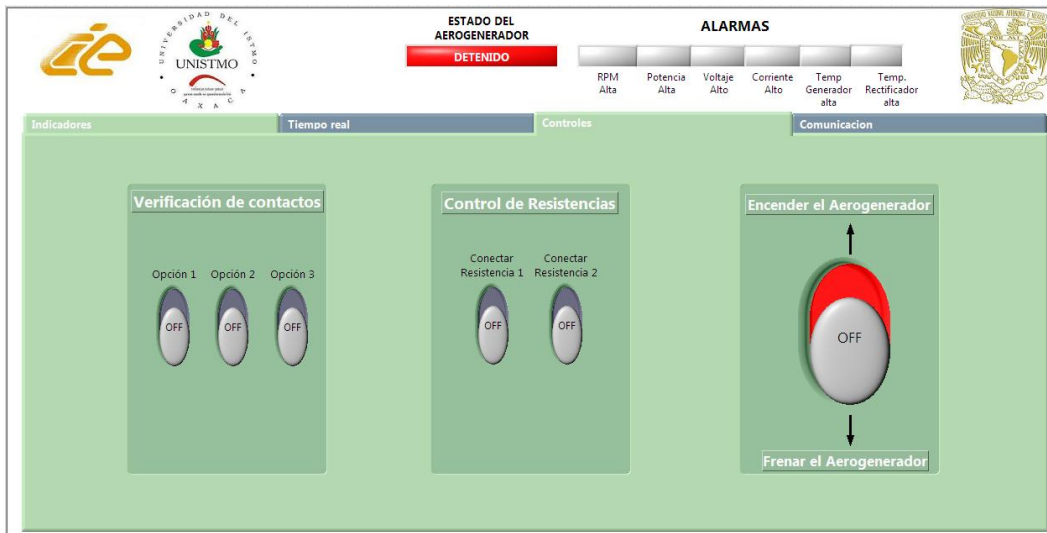 UNIVERSIDAD DEL ISTMO
UNISTMO
OAXACA
ESTADO DEL
AEROGENERADOR
DETENIDO
ALARMAS
RPM
Alta
Potencia
Alta
Voltaje
Alto
Corriente
Alto
Temp
Generador
alta
Temp.
Rectificador
alta
Indicadores
Tiempo real
Controles
Comunicacion
Verificación de contactos
Opción 1
Opción 2
Opción 3
OFF
OFF
OFF
Control de Resistencias
Conectar
Resistencia 1
Conectar
Resistencia 2
OFF
OFF
Encender el Aerogenerador
OFF
Frenar el Aerogenerador